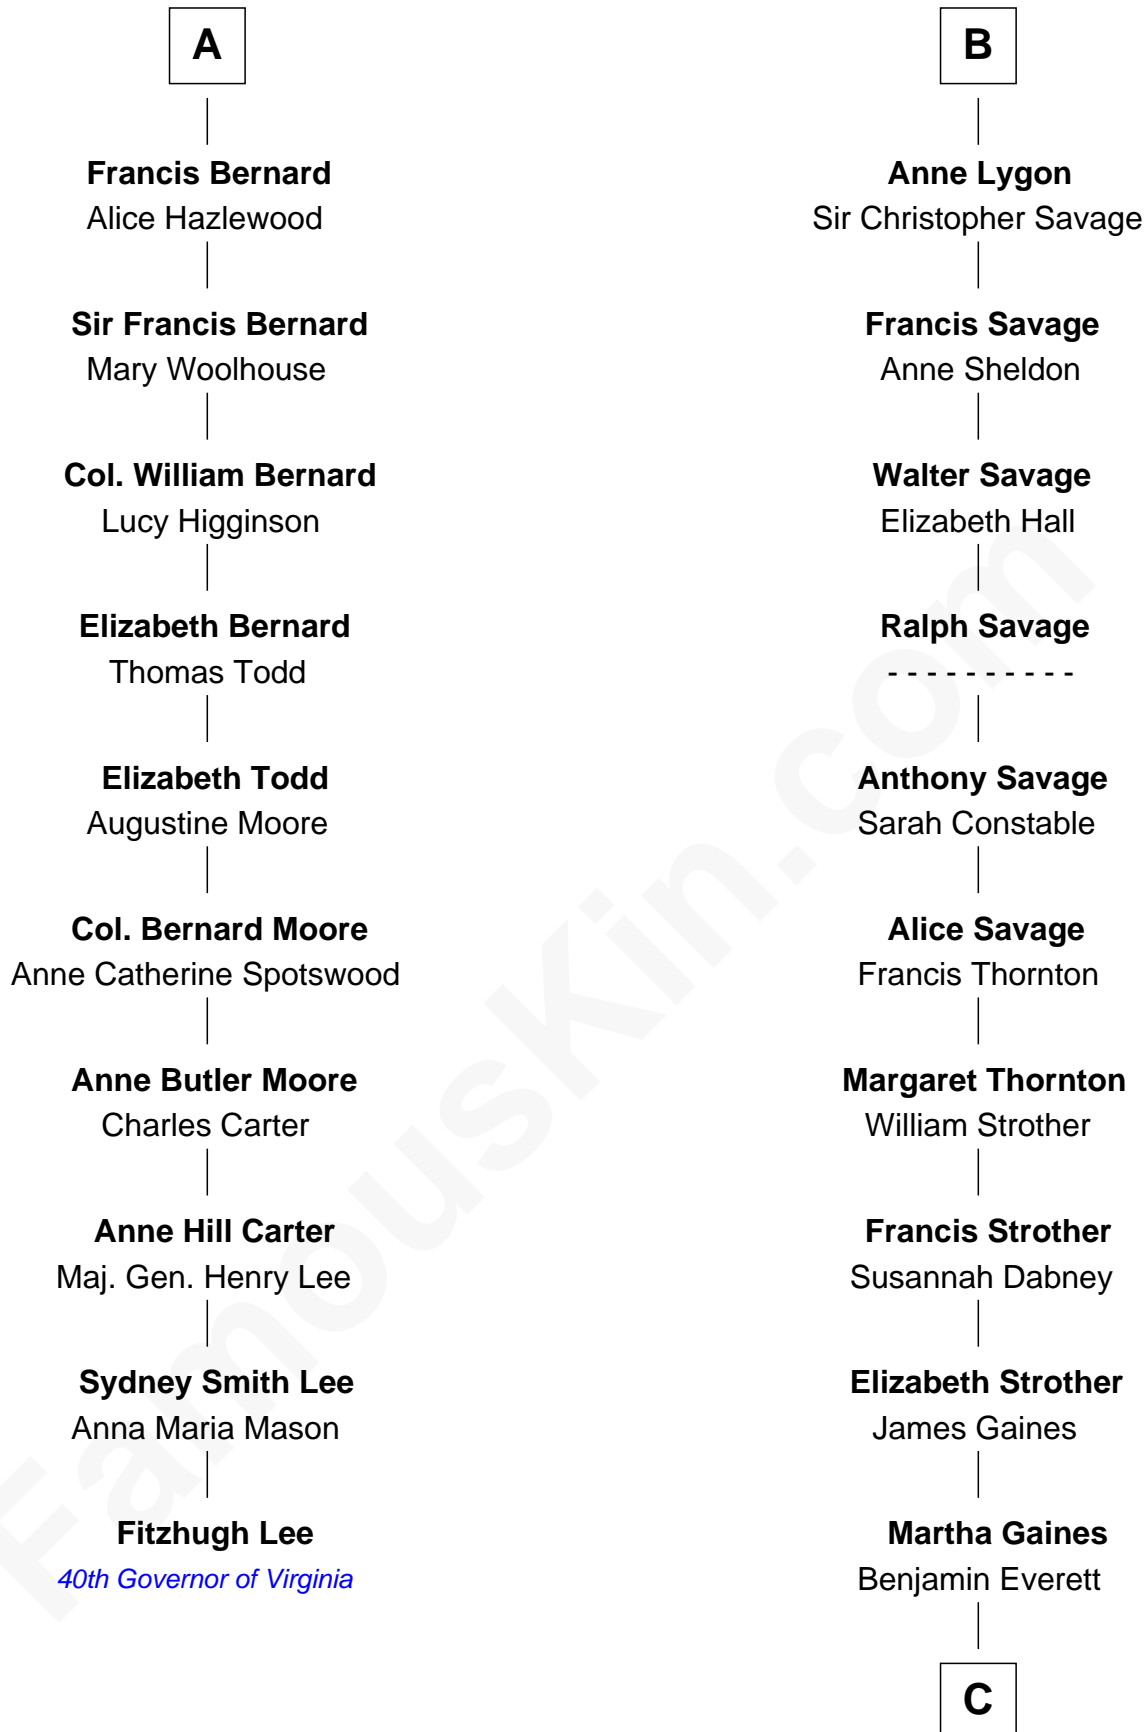 A
Francis Bernard
Alice Hazlewood
Sir Francis Bernard
Mary Woolhouse
Col. William Bernard
Lucy Higginson
Elizabeth Bernard
Thomas Todd
Elizabeth Todd
Augustine Moore
Col. Bernard Moore
Anne Catherine Spotswood
Anne Butler Moore
Charles Carter
Anne Hill Carter
Maj. Gen. Henry Lee
Sydney Smith Lee
Anna Maria Mason
Fitzhugh Lee
40th Governor of Virginia
B
Anne Lygon
Sir Christopher Savage
Francis Savage
Anne Sheldon
Walter Savage
Elizabeth Hall
Ralph Savage
- - - - - - - - - -
Anthony Savage
Sarah Constable
Alice Savage
Francis Thornton
Margaret Thornton
William Strother
Francis Strother
Susannah Dabney
Elizabeth Strother
James Gaines
Martha Gaines
Benjamin Everett
C
FamousKin.com